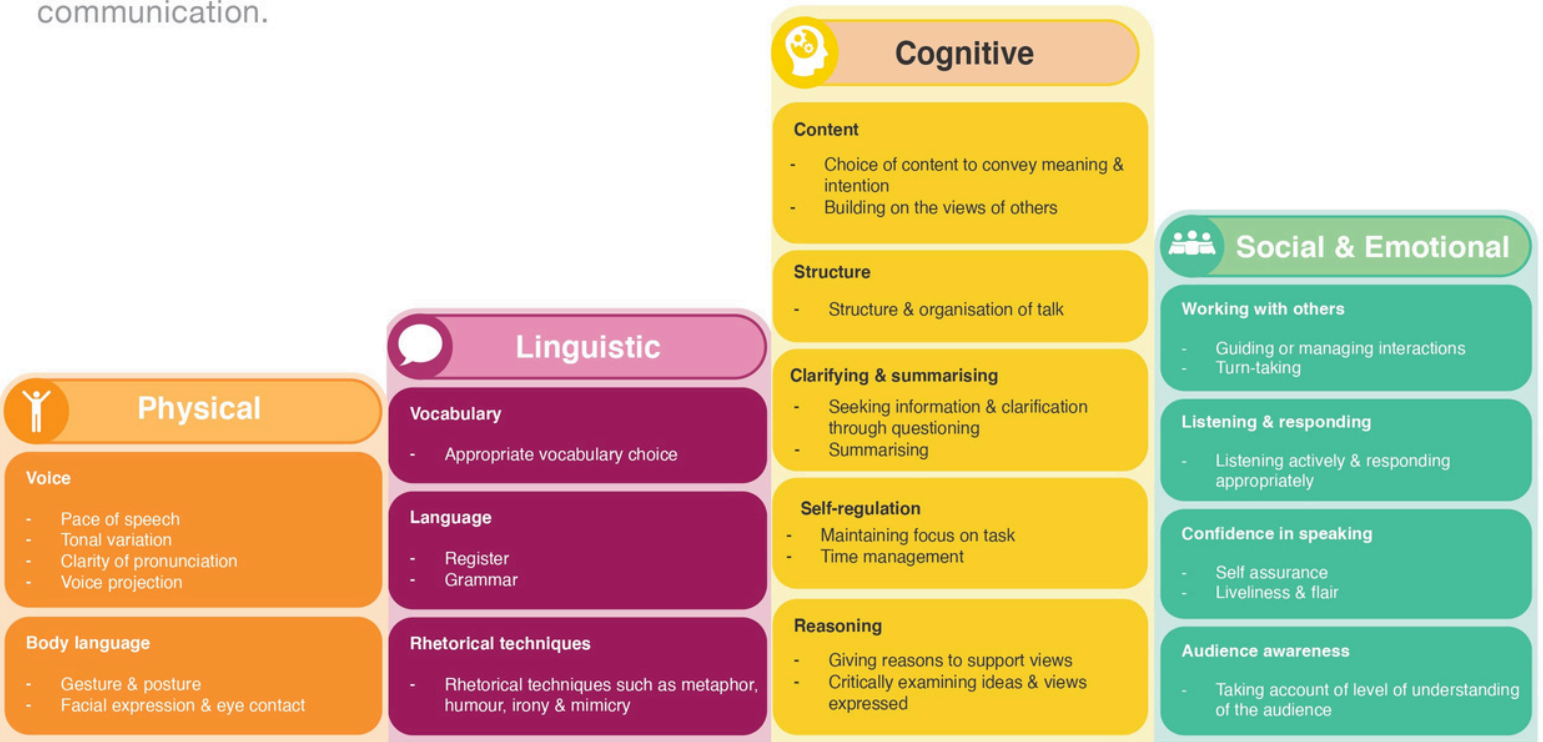 communication.
Physical
Voice
- Pace of speech
- Tonal variation
- Clarity of pronunciation
- Voice projection
Body language
- Gesture & posture
- Facial expression & eye contact
Linguistic
Vocabulary
- Appropriate vocabulary choice
Language
- Register
- Grammar
Rhetorical techniques
- Rhetorical techniques such as metaphor,
humour, irony & mimicry
Cognitive
Content
- Choice of content to convey meaning &
intention
- Building on the views of others
Structure
- Structure & organisation of talk
Clarifying & summarising
- Seeking information & clarification
through questioning
- Summarising
Self-regulation
- Maintaining focus on task
- Time management
Reasoning
- Giving reasons to support views
- Critically examining ideas & views
expressed
Social & Emotional
Working with others
- Guiding or managing interactions
- Turn-taking
Listening & responding
- Listening actively & responding
appropriately
Confidence in speaking
- Self assurance
- Liveliness & flair
Audience awareness
- Taking account of level of understanding
of the audience